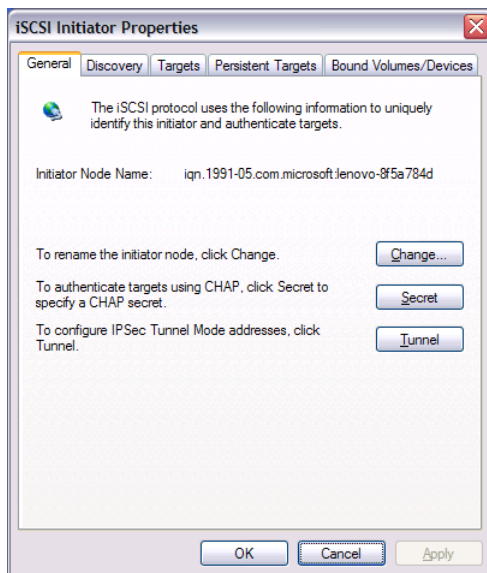 iSCSI Initiator Properties
General Discovery Targets Persistent Targets Bound Volumes/Devices
The iSCSI protocol uses the following information to uniquely
identify this initiator and authenticate targets.
Initiator Node Name: iqn.1991-05.com.microsoft:lenovo-8f5a784d
To rename the initiator node, click Change.
Change...
To authenticate targets using CHAP, click Secret to
specify a CHAP secret.
Secret
To configure IPSec Tunnel Mode addresses, click
Tunnel.
Tunnel
OK Cancel Apply